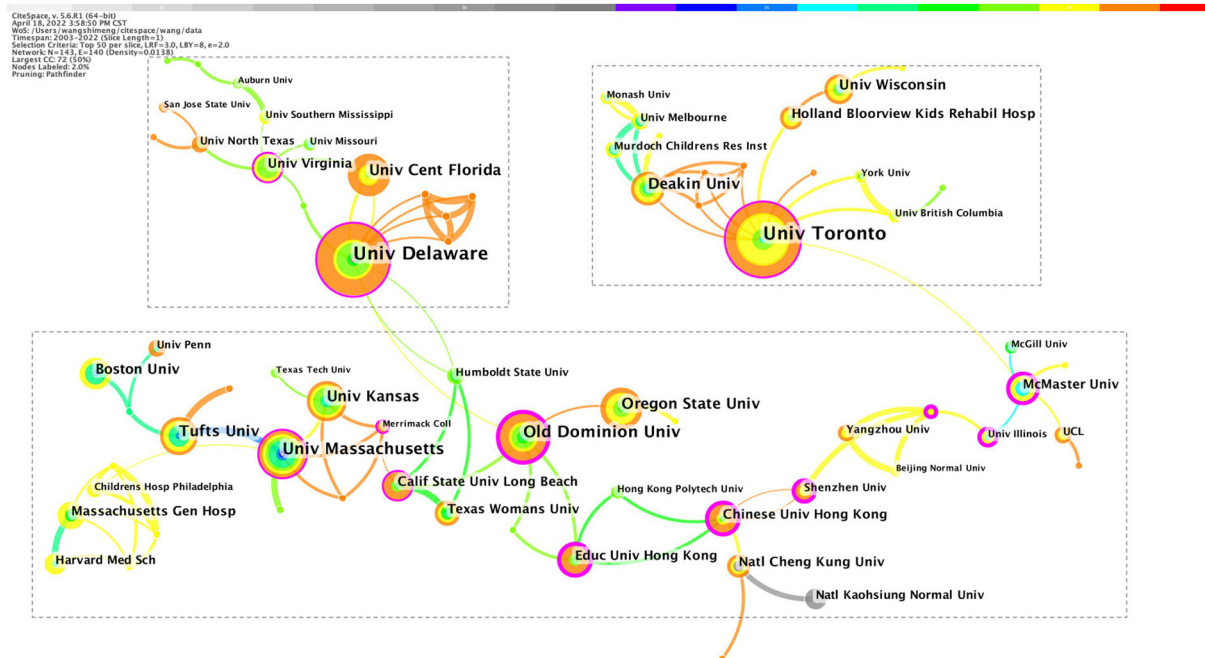 CiteSpace, v. 5.6.R1 (64-bit)
April 18, 2022 3:58:50 PM CST
WoS: /Users/wangshimeng/citespace/wang/data
Timespan: 2003-2022 (Slice Length=1)
Selection Criteria: Top 50 per slice, LRF=3.0, LBY=8, e=2.0
Network: N=143, E=140 (Density=0.0138)
Largest CC: 72 (50%)
Nodes Labeled: 2.0%
Pruning: Pathfinder
Auburn Univ
San Jose State Univ
Univ Southern Mississippi
Univ North Texas
Univ Missouri
Univ Virginia
Univ Cent Florida
Univ Delaware
Univ Wisconsin
Monash Univ
Holland Bloorview Kids Rehabil Hosp
Univ Melbourne
Murdoch Childrens Res Inst
Deakin Univ
York Univ
Univ British Columbia
Univ Toronto
Univ Penn
Boston Univ
Texas Tech Univ
Humboldt State Univ
McGill Univ
McMaster Univ
Univ Kansas
Oregon State Univ
Merrimack Coll
Tufts Univ
Old Dominion Univ
Yangzhou Univ
Univ Illinois
UCL
Univ Massachusetts
Beijing Normal Univ
Childrens Hosp Philadelphia
Calif State Univ Long Beach
Hong Kong Polytech Univ
Shenzhen Univ
Massachusetts Gen Hosp
Texas Womans Univ
Chinese Univ Hong Kong
Harvard Med Sch
Educ Univ Hong Kong
Natl Cheng Kung Univ
Natl Kaohsiung Normal Univ